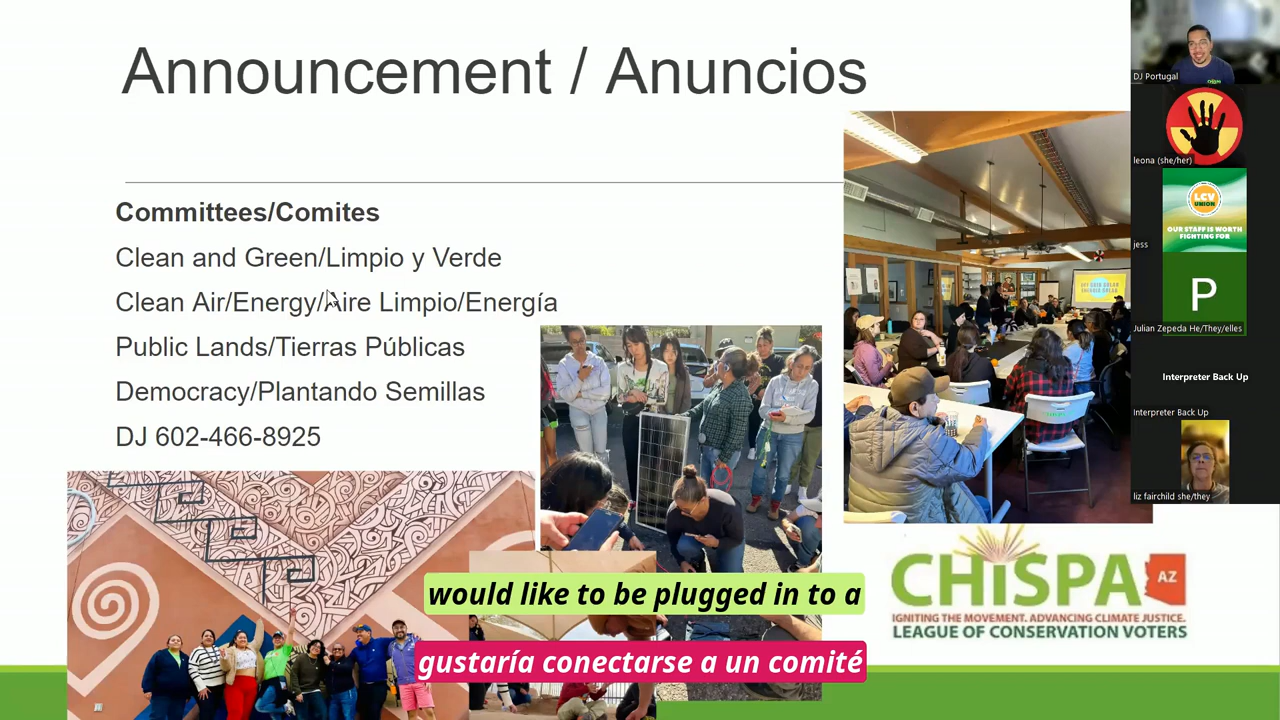 Announcement / Anuncios
Committees/Comites
Clean and Green/Limpio y Verde
Clean Air/Energy/Aire Limpio/Energía
Public Lands/Tierras Públicas
Democracy/Plantando Semillas
DJ 602-466-8925
would like to be plugged in to a
gustaría conectarse a un comité
CHiSPA AZ
IGNITING THE MOVEMENT. ADVANCING CLIMATE JUSTICE.
LEAGUE OF CONSERVATION VOTERS
DJ Portugal
leona (she/her)
LCV
UNION
OUR STAFF IS WORTH
FIGHTING FOR
jess
P
Julian Zepeda He/They/elles
Interpreter Back Up
Interpreter Back Up
liz fairchild she/they